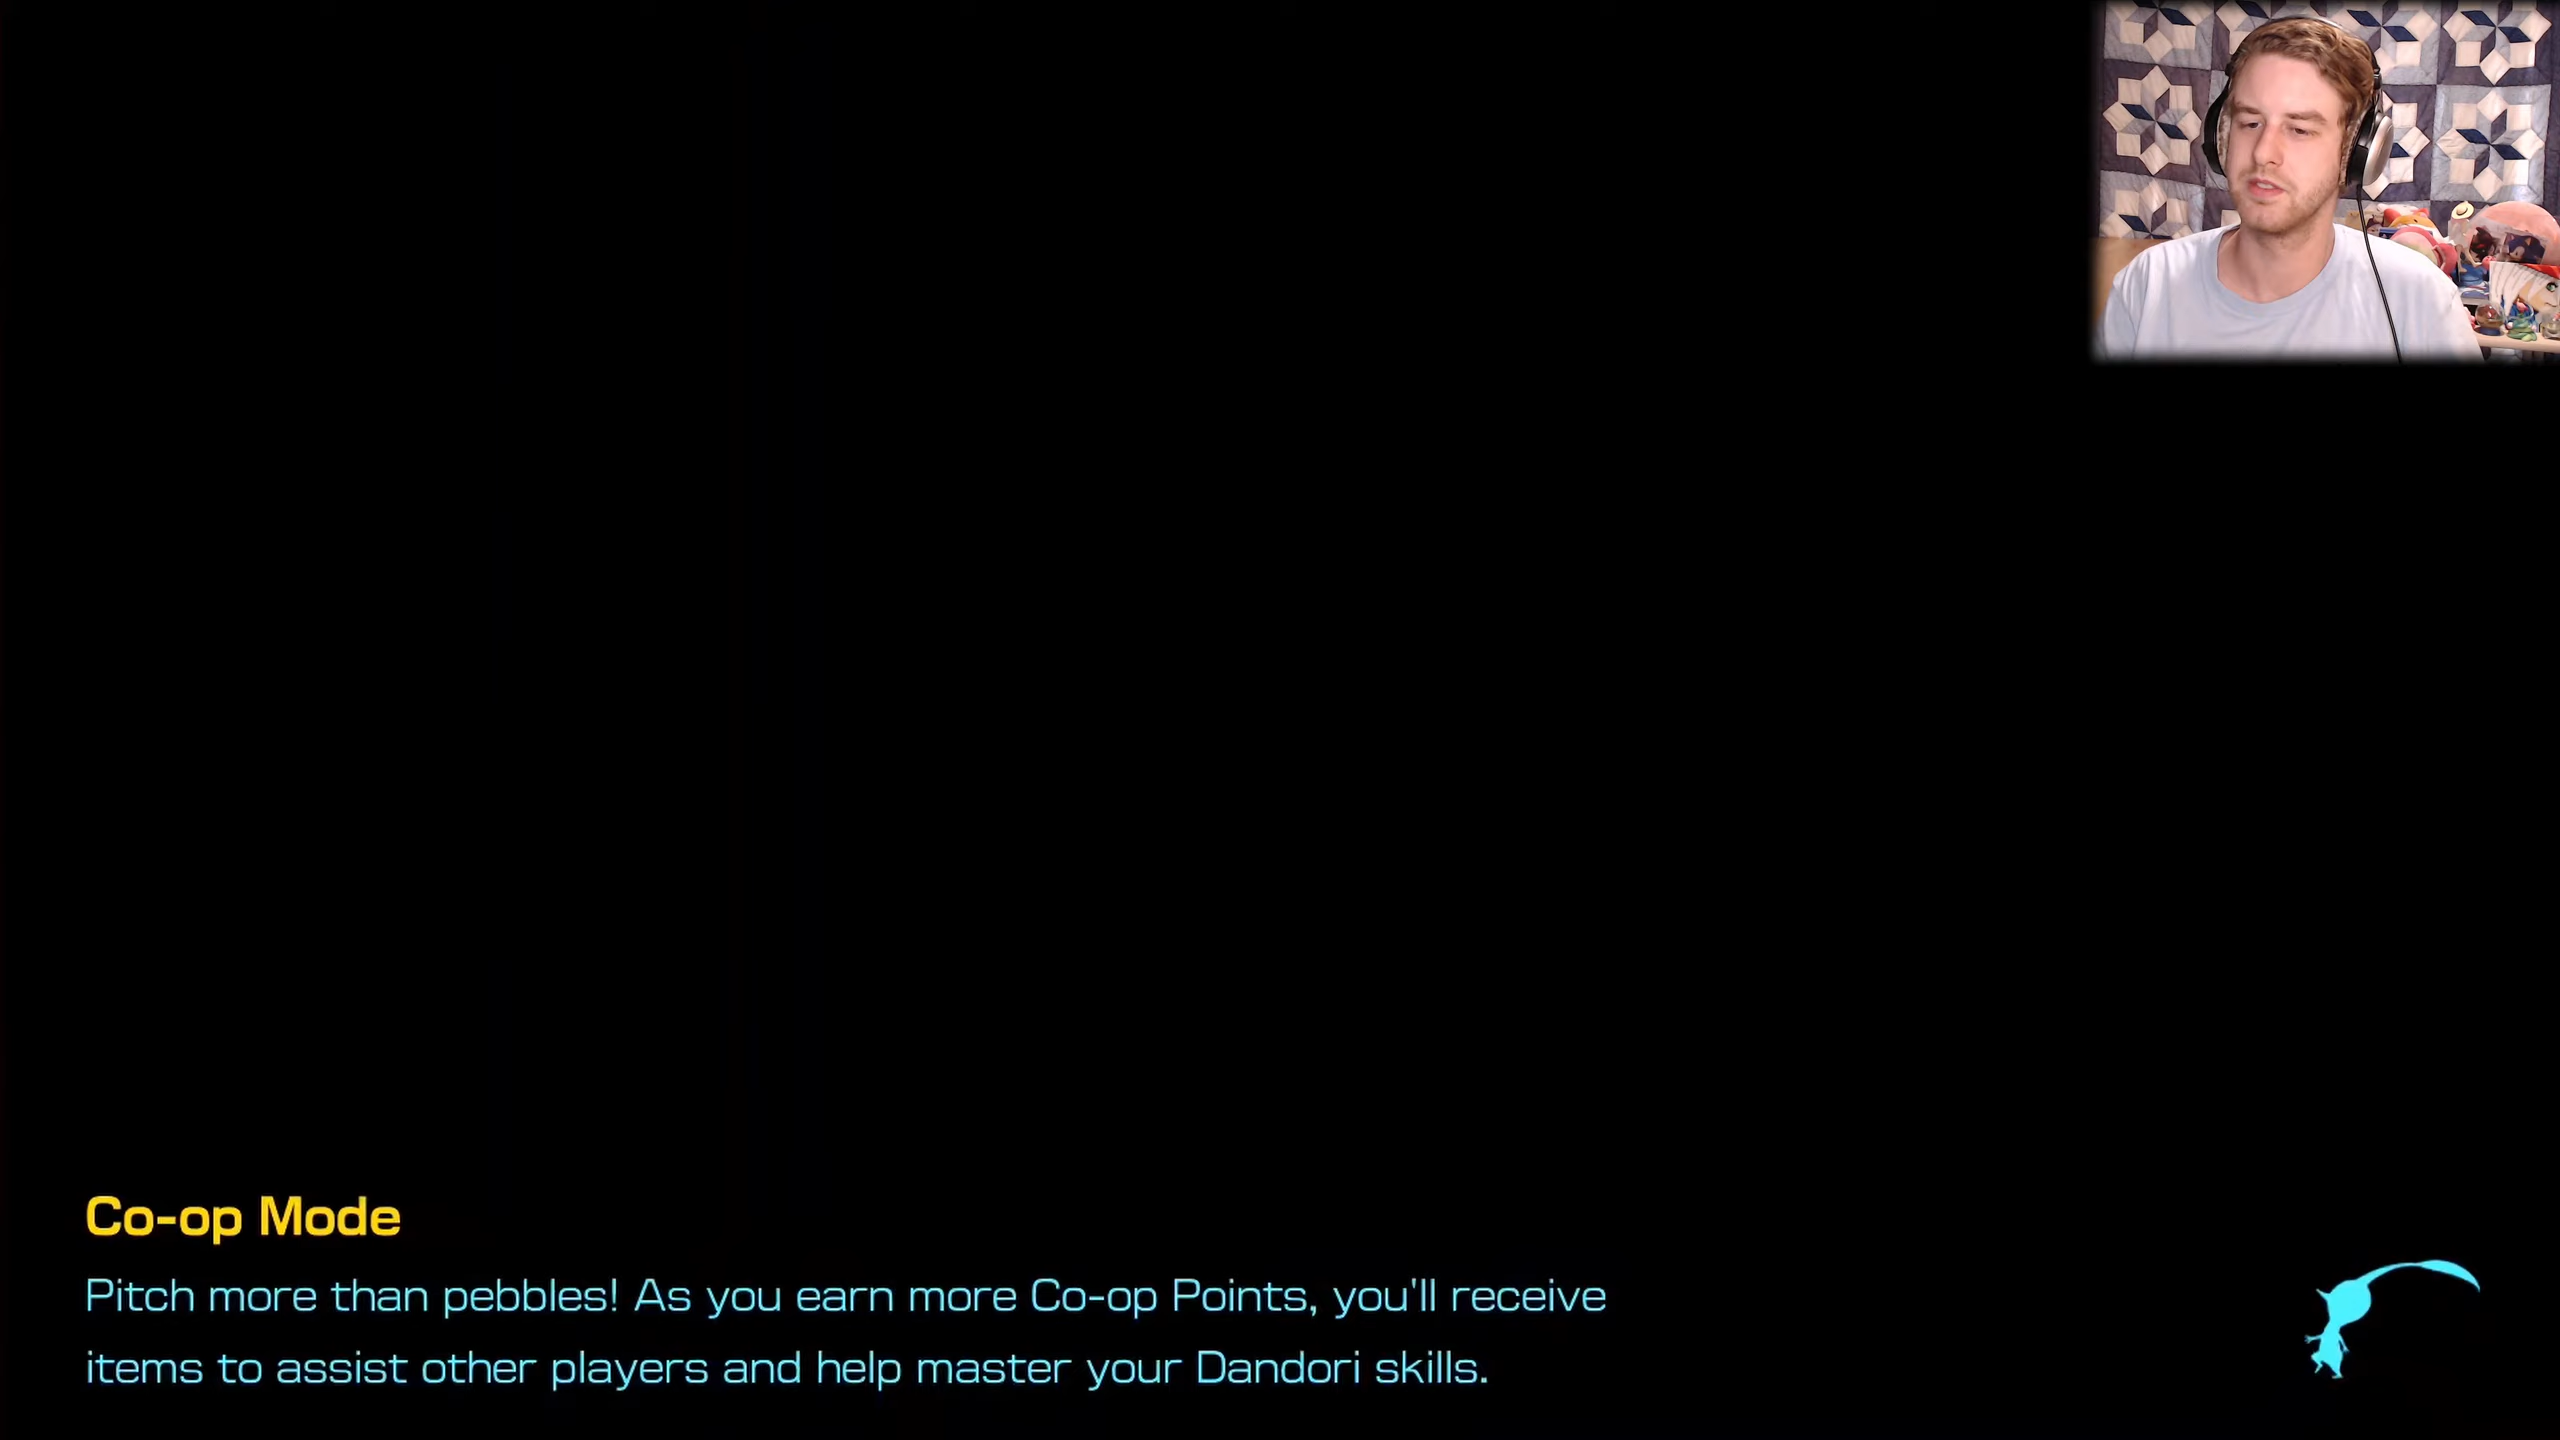 Co-op Mode
Pitch more than pebbles! As you earn more Co-op Points, you'll receive
items to assist other players and help master your Dandori skills.